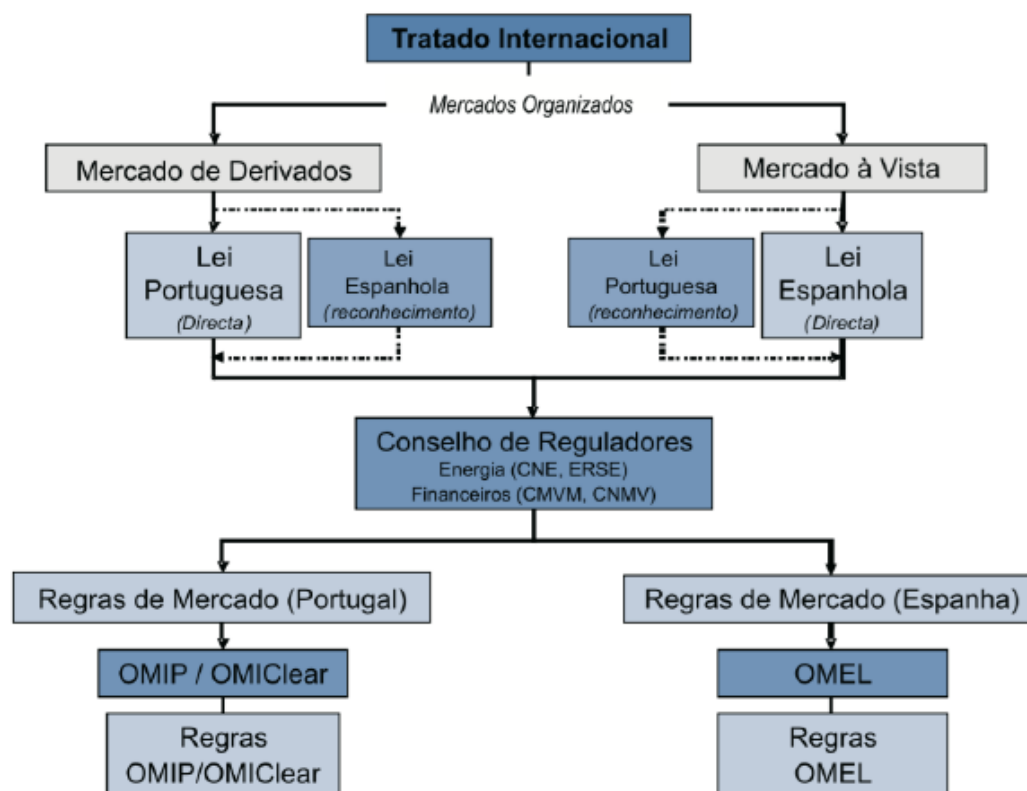 Tratado Internacional
Mercados Organizados
Mercado de Derivados
Mercado à Vista
Lei
Portuguesa
(Directa)
Lei
Espanhola
(reconhecimento)
Lei
Portuguesa
(reconhecimento)
Lei
Espanhola
(Directa)
Conselho de Reguladores
Energia (CNE, ERSE)
Financeiros (CMVM, CNMV)
Regras de Mercado (Portugal)
Regras de Mercado (Espanha)
OMIP / OMIClear
OMEL
Regras
OMIP/OMIClear
Regras
OMEL